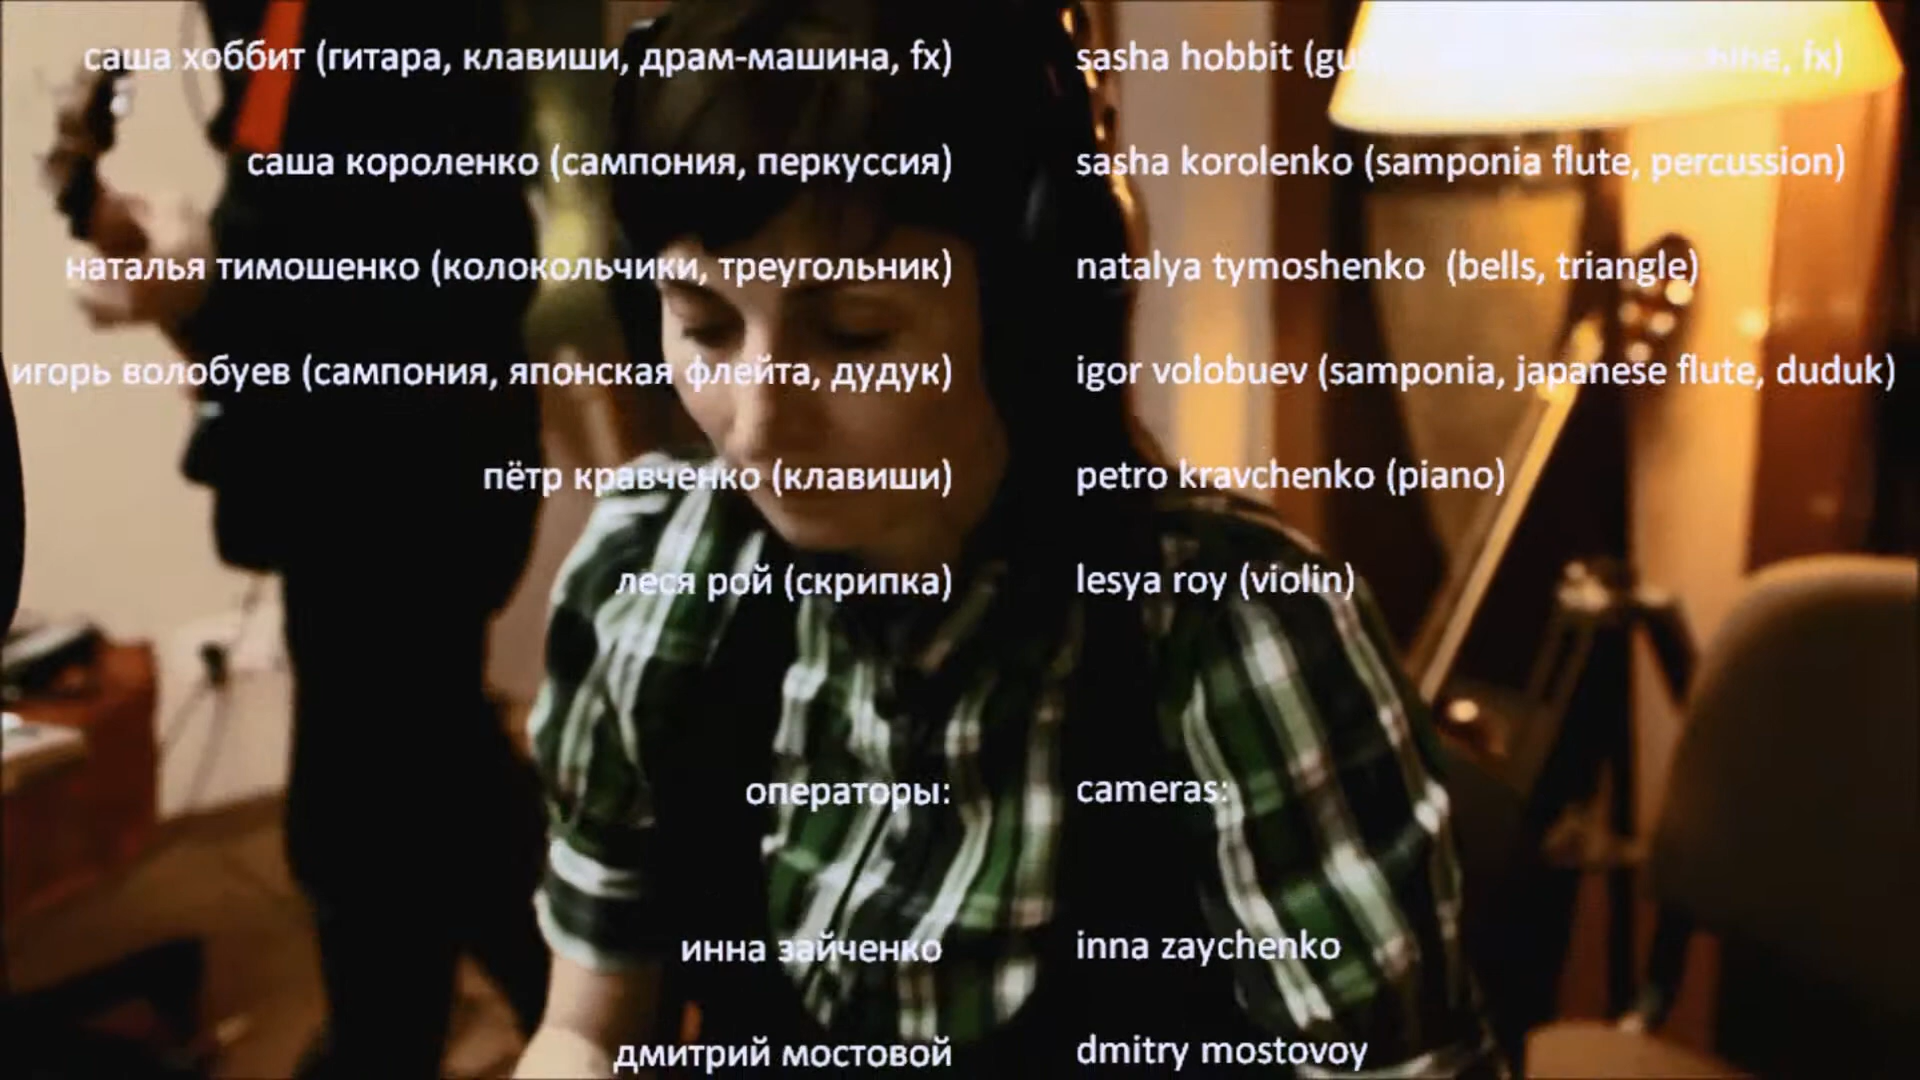 саша хоббит (гитара, клавиши, драм-машина, fx)
sasha hobbit (gu hine, fx)
саша короленко (сампония, перкуссия)
sasha korolenko (samponia flute, percussion)
наталья тимошенко (колокольчики, треугольник)
natalya tymoshenko (bells, triangle)
игорь волобуев (сампония, японская флейта, дудук)
igor volobuev (samponia, japanese flute, duduk)
пётр кравченко (клавиши)
petro kravchenko (piano)
леся рой (скрипка)
lesya roy (violin)
операторы:
cameras:
инна зайченко
inna zaychenko
дмитрий мостовой
dmitry mostovoy